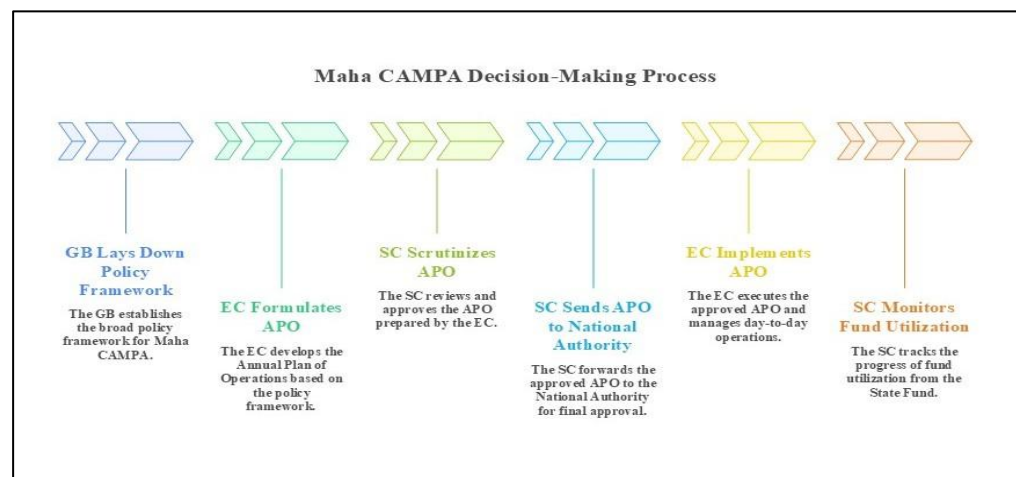 Maha CAMPA Decision-Making Process
GB Lays Down
Policy
Framework
The GB establishes
the broad policy
framework for Maha
CAMPA.
EC Formulates
APO
The EC develops the
Annual Plan of
Operations based on
the policy
framework.
SC Scrutinizes
APO
The SC reviews and
approves the APO
prepared by the EC.
SC Sends APO
to National
Authority
The SC forwards the
approved APO to the
National Authority
for final approval.
EC Implements
APO
The EC executes the
approved APO and
manages day-to-day
operations.
SC Monitors
Fund Utilization
The SC tracks the
progress of fund
utilization from the
State Fund.